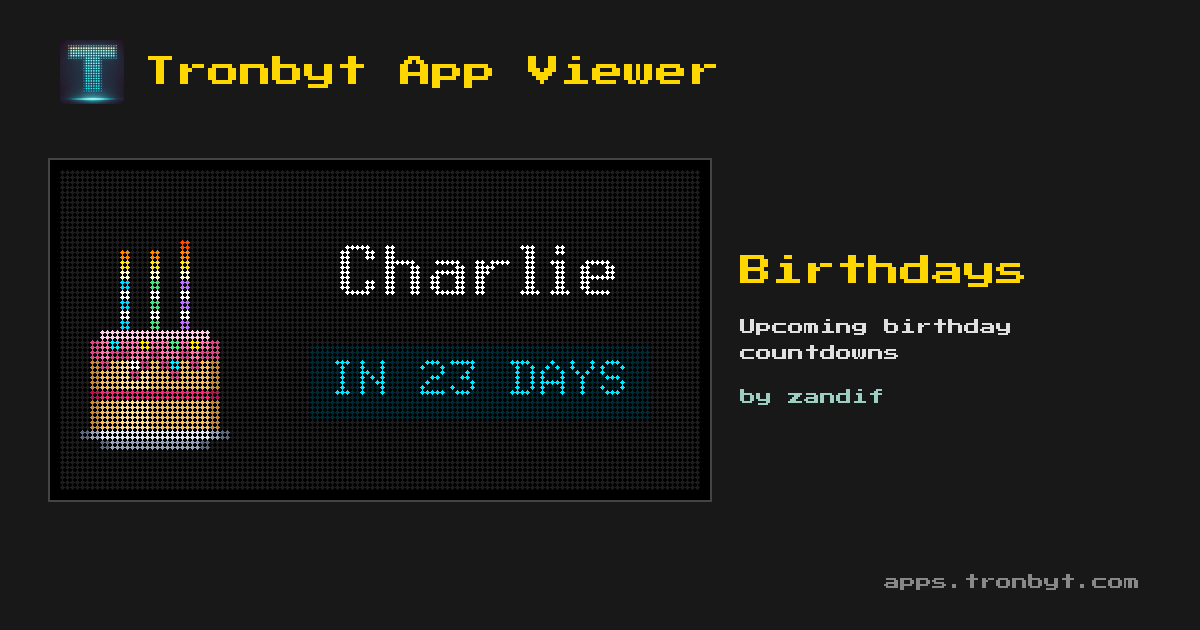 T
Tronbyt App Viewer
Charlie
IN 23 DAYS
Birthdays
Upcoming birthday
countdowns
by zandif
apps.tronbyt.com